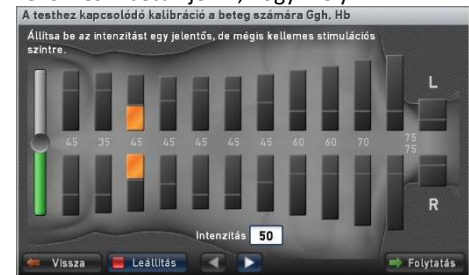 A testhez kapcsolódó kalibráció a beteg számára Ggh, Hb
Állítsa be az intenzitást egy jelentős, de mégis kellemes stimulációs
szintre.
L
45 35 45 45 45 45 60 60 70 75
75
R
Intenzitás 50
Vissza Leállítás Folytatás